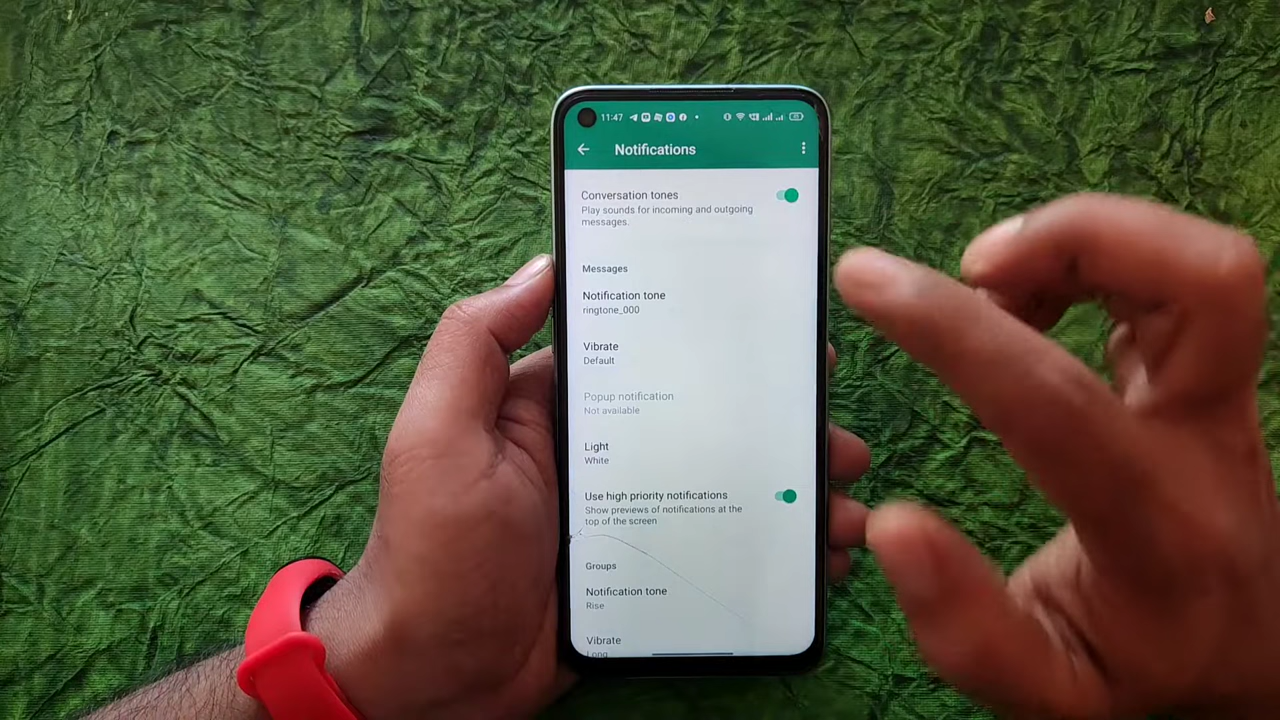 11:47
Notifications
Conversation tones
Play sounds for incoming and outgoing
messages.
Messages
Notification tone
ringtone_000
Vibrate
Default
Popup notification
Not available
Light
White
Use high priority notifications
Show previews of notifications at the
top of the screen
Groups
Notification tone
Rise
Vibrate
Long